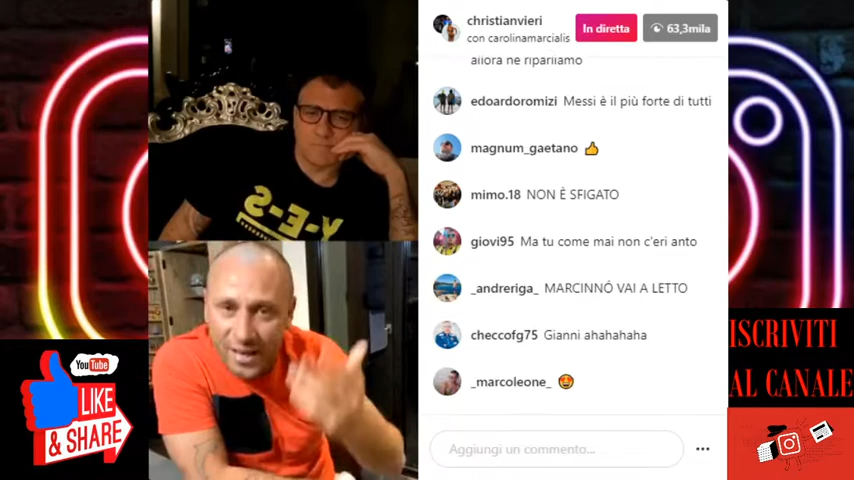 christianvieri
con carolinamarcialis
In diretta
63,3mila
allora ne ripariiamo
edoardoromizi Messi è il più forte di tutti
magnum_gaetano 👍
mimo.18 NON È SFIGATO
giovi95 Ma tu come mai non c'eri anto
_andreriga_ MARCINNÓ VAI A LETTO
checcofg75 Gianni ahahahaha
_marcoleone_ 🤩
Aggiungi un commento...
Y-E-S
YouTube
LIKE
& SHARE
ISCRIVITI
AL CANALE